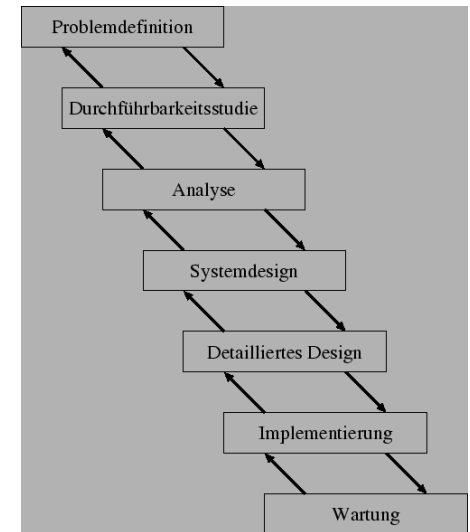 Problemdefinition
Durchführbarkeitsstudie
Analyse
Systemdesign
Detailliertes Design
Implementierung
Wartung